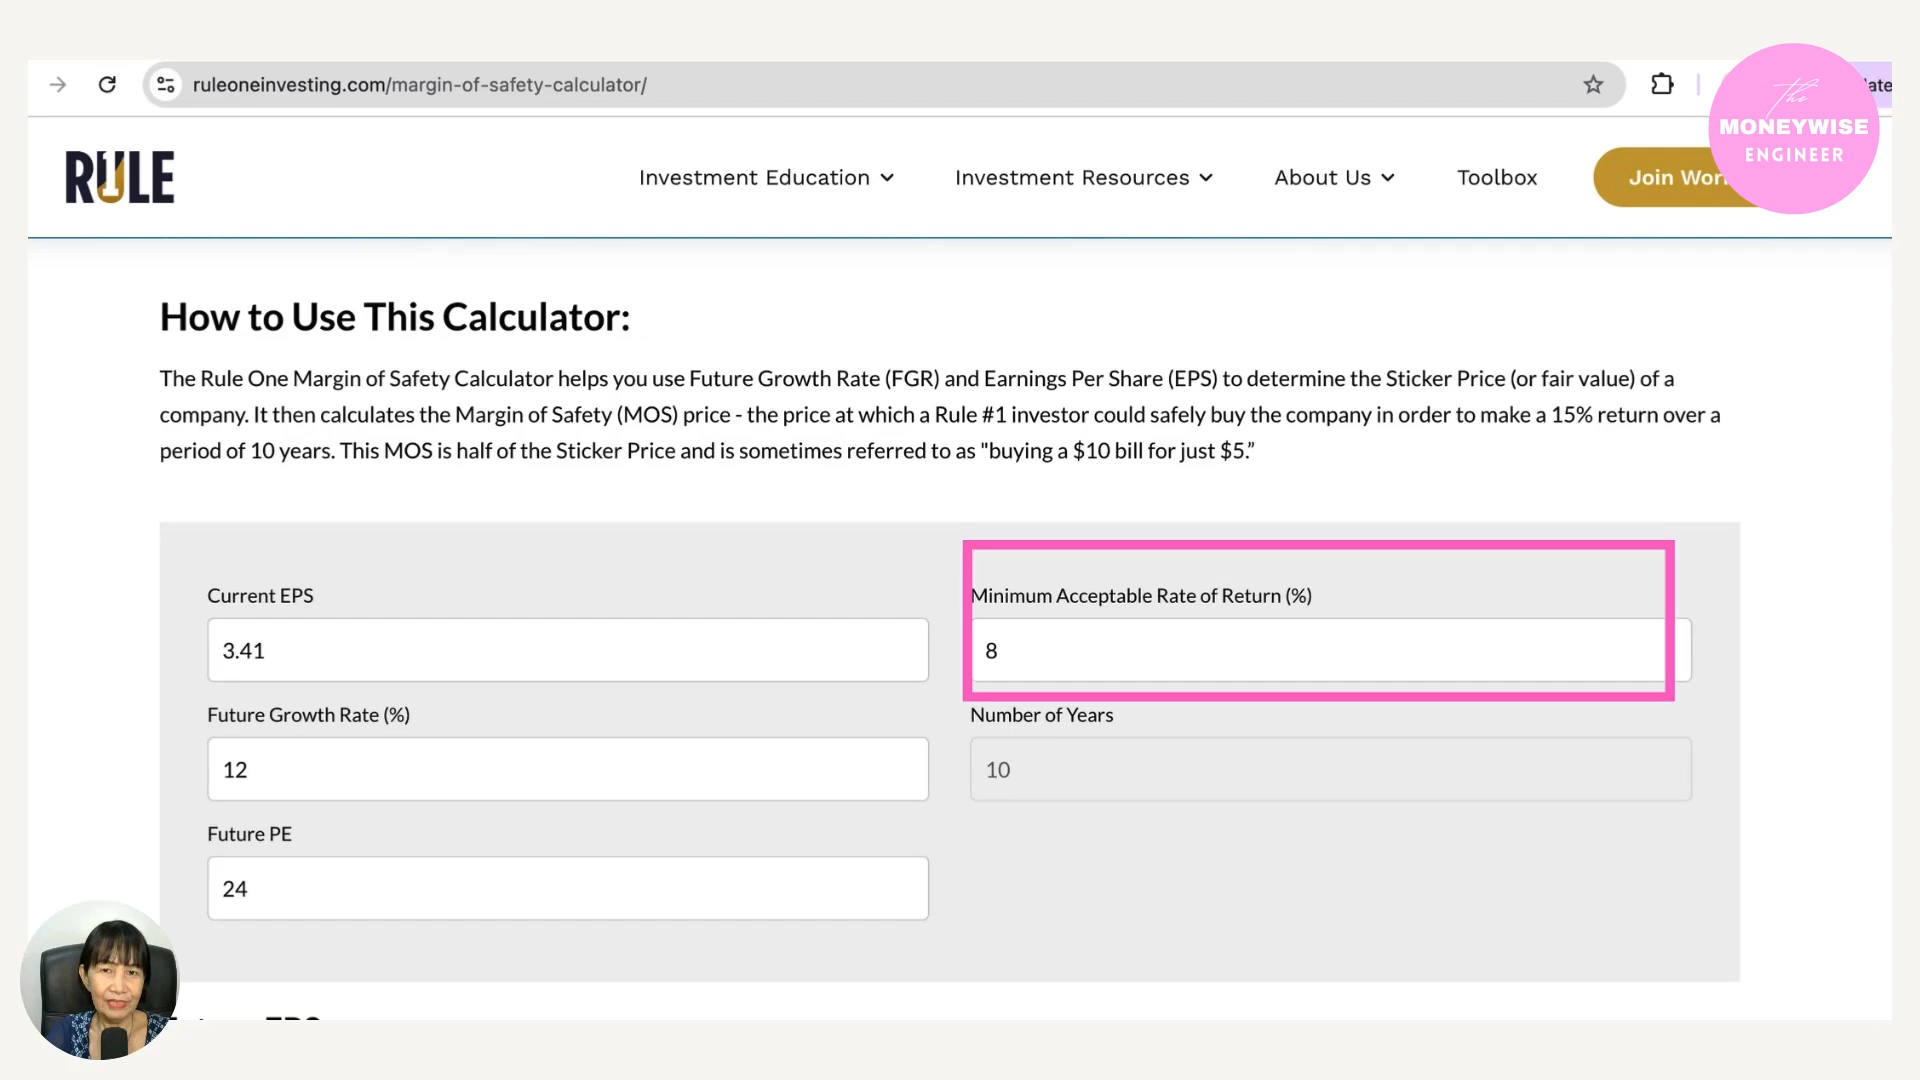 ruleoneinvesting.com/margin-of-safety-calculator/
The
MONEYWISE
ENGINEER
RULE
Investment Education
Investment Resources
About Us
Toolbox
Join
How to Use This Calculator:
The Rule One Margin of Safety Calculator helps you use Future Growth Rate (FGR) and Earnings Per Share (EPS) to determine the Sticker Price (or fair value) of a
company. It then calculates the Margin of Safety (MOS) price - the price at which a Rule #1 investor could safely buy the company in order to make a 15% return over a
period of 10 years. This MOS is half of the Sticker Price and is sometimes referred to as "buying a $10 bill for just $5.”
Current EPS
3.41
Minimum Acceptable Rate of Return (%)
8
Future Growth Rate (%)
12
Number of Years
10
Future PE
24